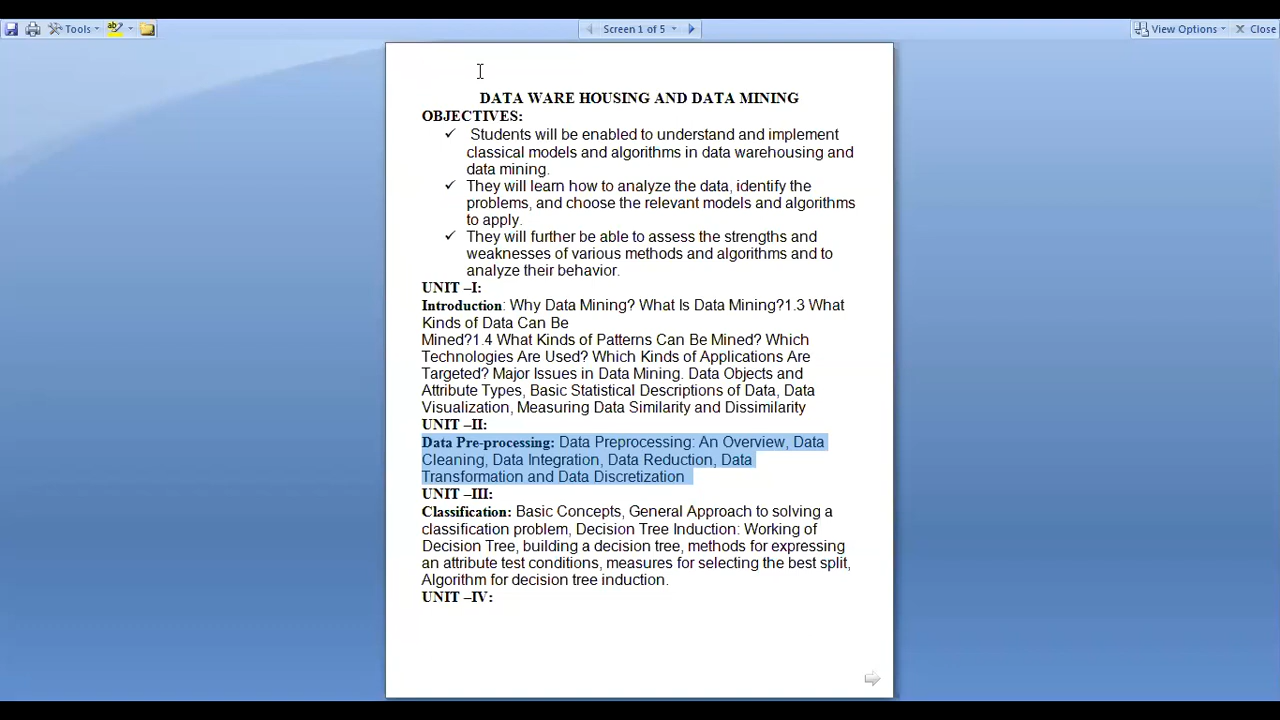 Tools
Screen 1 of 5
View Options
Close
DATA WARE HOUSING AND DATA MINING
OBJECTIVES:
✓ Students will be enabled to understand and implement
classical models and algorithms in data warehousing and
data mining.
✓ They will learn how to analyze the data, identify the
problems, and choose the relevant models and algorithms
to apply.
✓ They will further be able to assess the strengths and
weaknesses of various methods and algorithms and to
analyze their behavior.
UNIT –I:
Introduction: Why Data Mining? What Is Data Mining?1.3 What
Kinds of Data Can Be
Mined?1.4 What Kinds of Patterns Can Be Mined? Which
Technologies Are Used? Which Kinds of Applications Are
Targeted? Major Issues in Data Mining. Data Objects and
Attribute Types, Basic Statistical Descriptions of Data, Data
Visualization, Measuring Data Similarity and Dissimilarity
UNIT –II:
Data Pre-processing: Data Preprocessing: An Overview, Data
Cleaning, Data Integration, Data Reduction, Data
Transformation and Data Discretization
UNIT –III:
Classification: Basic Concepts, General Approach to solving a
classification problem, Decision Tree Induction: Working of
Decision Tree, building a decision tree, methods for expressing
an attribute test conditions, measures for selecting the best split,
Algorithm for decision tree induction.
UNIT –IV: